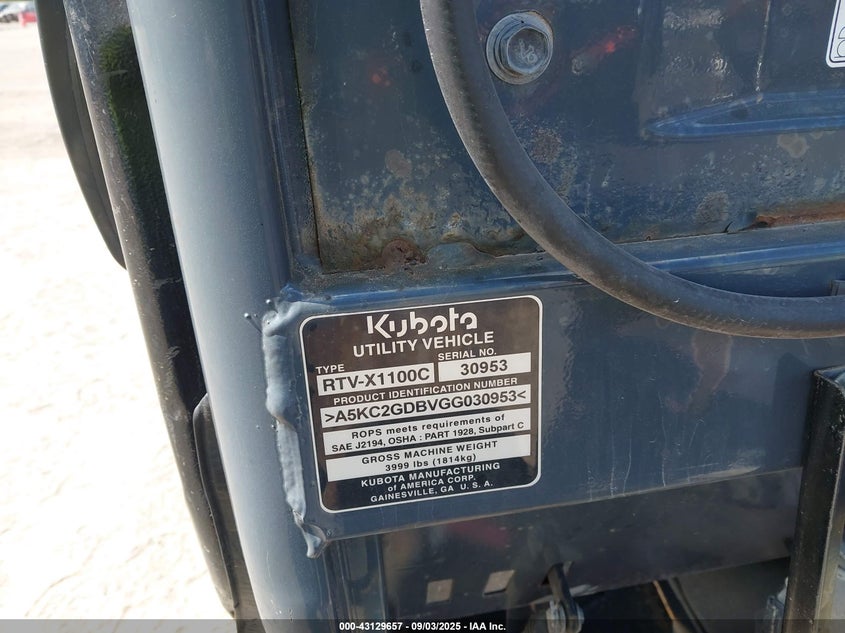 Kubota
UTILITY VEHICLE
TYPE
SERIAL NO.
RTV-X1100C
30953
PRODUCT IDENTIFICATION NUMBER
>A5KC2GDBVGG030953<
ROPS meets requirements of
SAE J2194, OSHA : PART 1928, Subpart C
GROSS MACHINE WEIGHT
3999 lbs (1814kg)
KUBOTA MANUFACTURING
of AMERICA CORP.
GAINESVILLE, GA U. S. A.
000-43129657 - 09/03/2025 - IAA Inc.